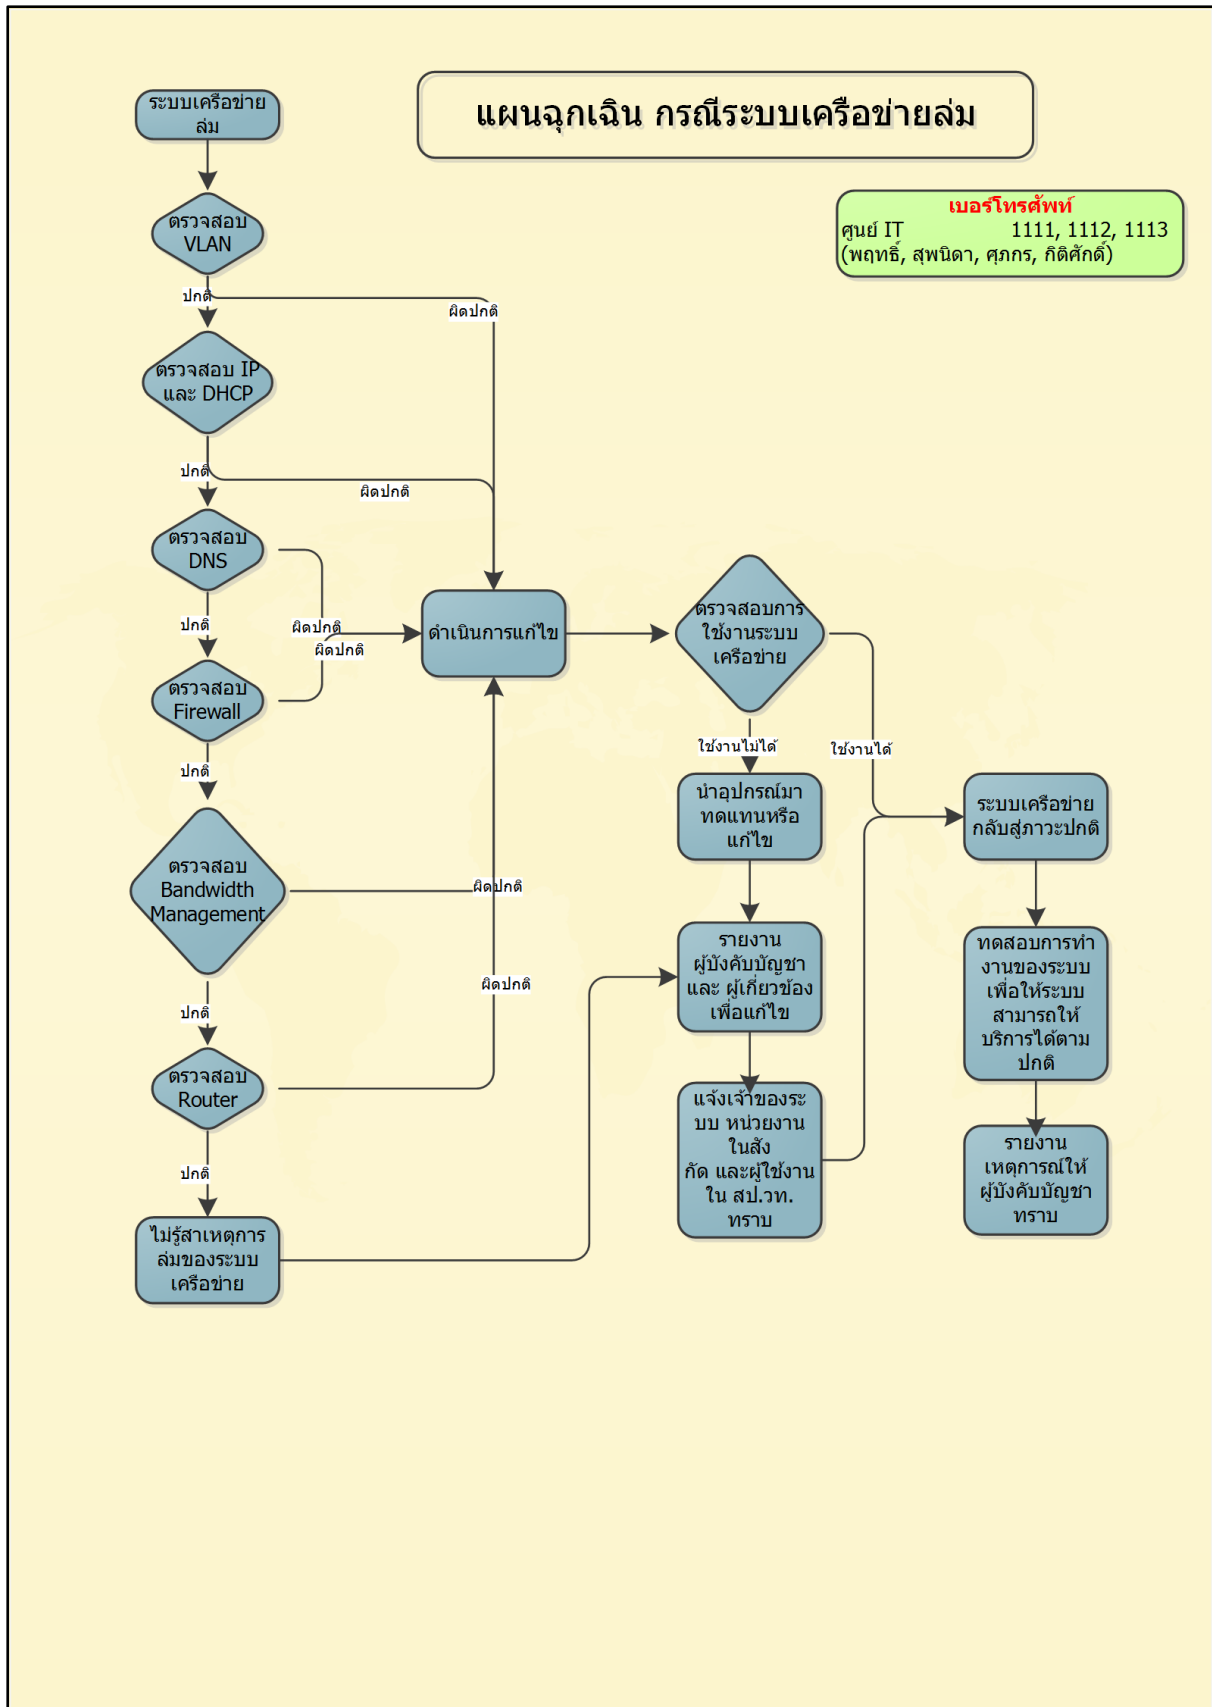 แผนฉุกเฉิน กรณีระบบเครือข่ายล่ม
ระบบเครือข่าย
ล่ม
เบอร์โทรศัพท์
ศูนย์ IT 1111, 1112, 1113
(พฤทธิ์, สุพนิดา, ศุภกร, กิติศักดิ์)
ตรวจสอบ
VLAN
ปกติ
ผิดปกติ
ตรวจสอบ IP
และ DHCP
ปกติ
ผิดปกติ
ตรวจสอบ
DNS
ปกติ
ผิดปกติ
ผิดปกติ
ตรวจสอบ
Firewall
ปกติ
ตรวจสอบ
Bandwidth
Management
ผิดปกติ
ปกติ
ผิดปกติ
ตรวจสอบ
Router
ปกติ
ไม่รู้สาเหตุการ
ล่มของระบบ
เครือข่าย
ดำเนินการแก้ไข
ตรวจสอบการ
ใช้งานระบบ
เครือข่าย
ใช้งานไม่ได้
ใช้งานได้
นำอุปกรณ์มา
ทดแทนหรือ
แก้ไข
รายงาน
ผู้บังคับบัญชา
และ ผู้เกี่ยวข้อง
เพื่อแก้ไข
แจ้งเจ้าของระ
บบ หน่วยงาน
ในสัง
กัด และผู้ใช้งาน
ใน สป.วท.
ทราบ
ระบบเครือข่าย
กลับสู่ภาวะปกติ
ทดสอบการทำ
งานของระบบ
เพื่อให้ระบบ
สามารถให้
บริการได้ตาม
ปกติ
รายงาน
เหตุการณ์ให้
ผู้บังคับบัญชา
ทราบ